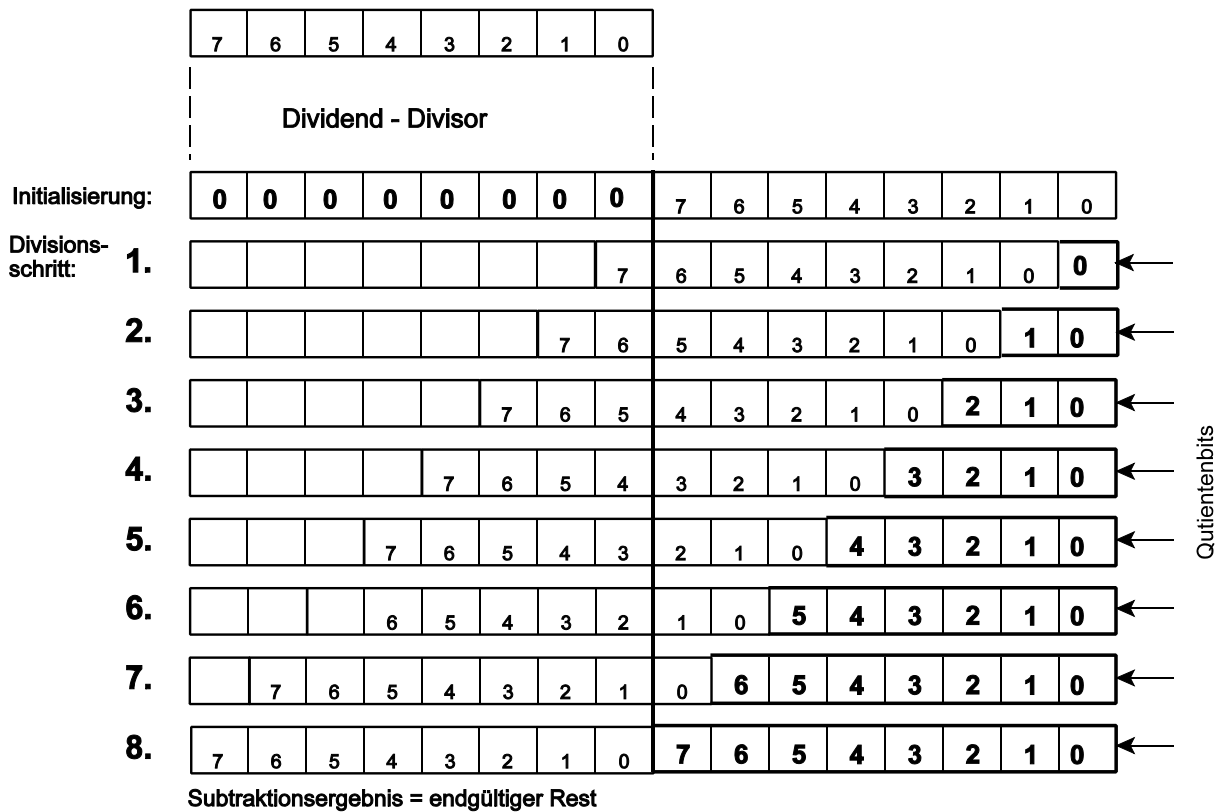 7 6 5 4 3 2 1 0
Dividend - Divisor
Initialisierung: 0 0 0 0 0 0 0 0 7 6 5 4 3 2 1 0
Divisions-
schritt: 1. 7 6 5 4 3 2 1 0 0
2. 7 6 5 4 3 2 1 0 1 0
3. 7 6 5 4 3 2 1 0 2 1 0
4. 7 6 5 4 3 2 1 0 3 2 1 0
5. 7 6 5 4 3 2 1 0 4 3 2 1 0
6. 6 5 4 3 2 1 0 5 4 3 2 1 0
7. 7 6 5 4 3 2 1 0 6 5 4 3 2 1 0
8. 7 6 5 4 3 2 1 0 7 6 5 4 3 2 1 0
Subtraktionsergebnis = endgültiger Rest
Qutientenbits